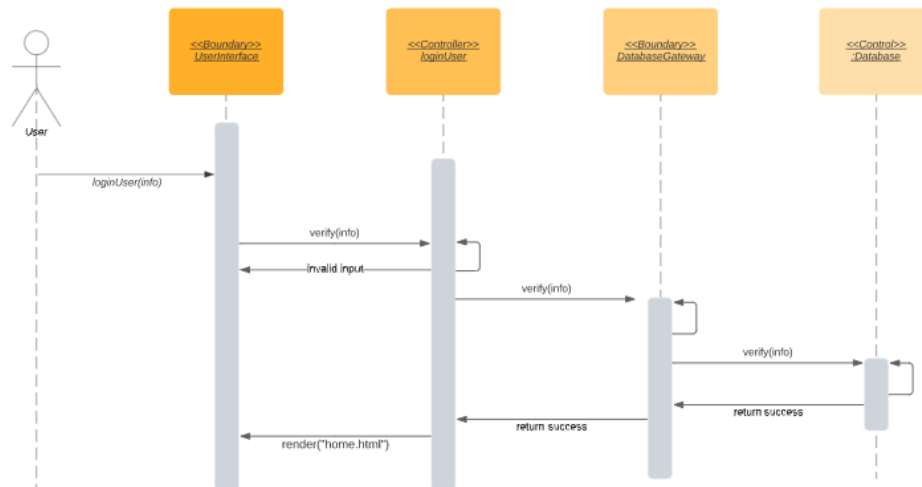 <<Boundary>>
UserInterface
<<Controller>>
loginUser
<<Boundary>>
DatabaseGateway
<<Control>>
:Database
User
loginUser(info)
verify(info)
Invalid Input
verify(info)
verify(info)
return success
return success
render("home.html")